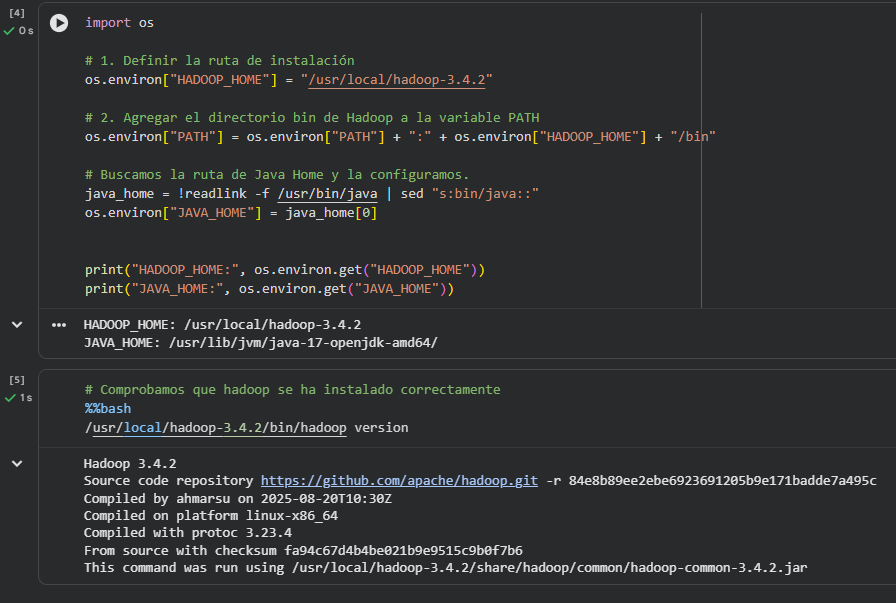 [4]
0 s
import os
# 1. Definir la ruta de instalación
os.environ["HADOOP_HOME"] = "/usr/local/hadoop-3.4.2"
# 2. Agregar el directorio bin de Hadoop a la variable PATH
os.environ["PATH"] = os.environ["PATH"] + ":" + os.environ["HADOOP_HOME"] + "/bin"
# Buscamos la ruta de Java Home y la configuramos.
java_home = !readlink -f /usr/bin/java | sed "s:bin/java::"
os.environ["JAVA_HOME"] = java_home[0]
print("HADOOP_HOME:", os.environ.get("HADOOP_HOME"))
print("JAVA_HOME:", os.environ.get("JAVA_HOME"))
HADOOP_HOME: /usr/local/hadoop-3.4.2
JAVA_HOME: /usr/lib/jvm/java-17-openjdk-amd64/
[5]
1 s
# Comprobamos que hadoop se ha instalado correctamente
%%bash
/usr/local/hadoop-3.4.2/bin/hadoop version
Hadoop 3.4.2
Source code repository https://github.com/apache/hadoop.git -r 84e8b89ee2ebe6923691205b9e171badde7a495c
Compiled by ahmarsu on 2025-08-20T10:30Z
Compiled on platform linux-x86_64
Compiled with protoc 3.23.4
From source with checksum fa94c67d4b4be021b9e9515c9b0f7b6
This command was run using /usr/local/hadoop-3.4.2/share/hadoop/common/hadoop-common-3.4.2.jar